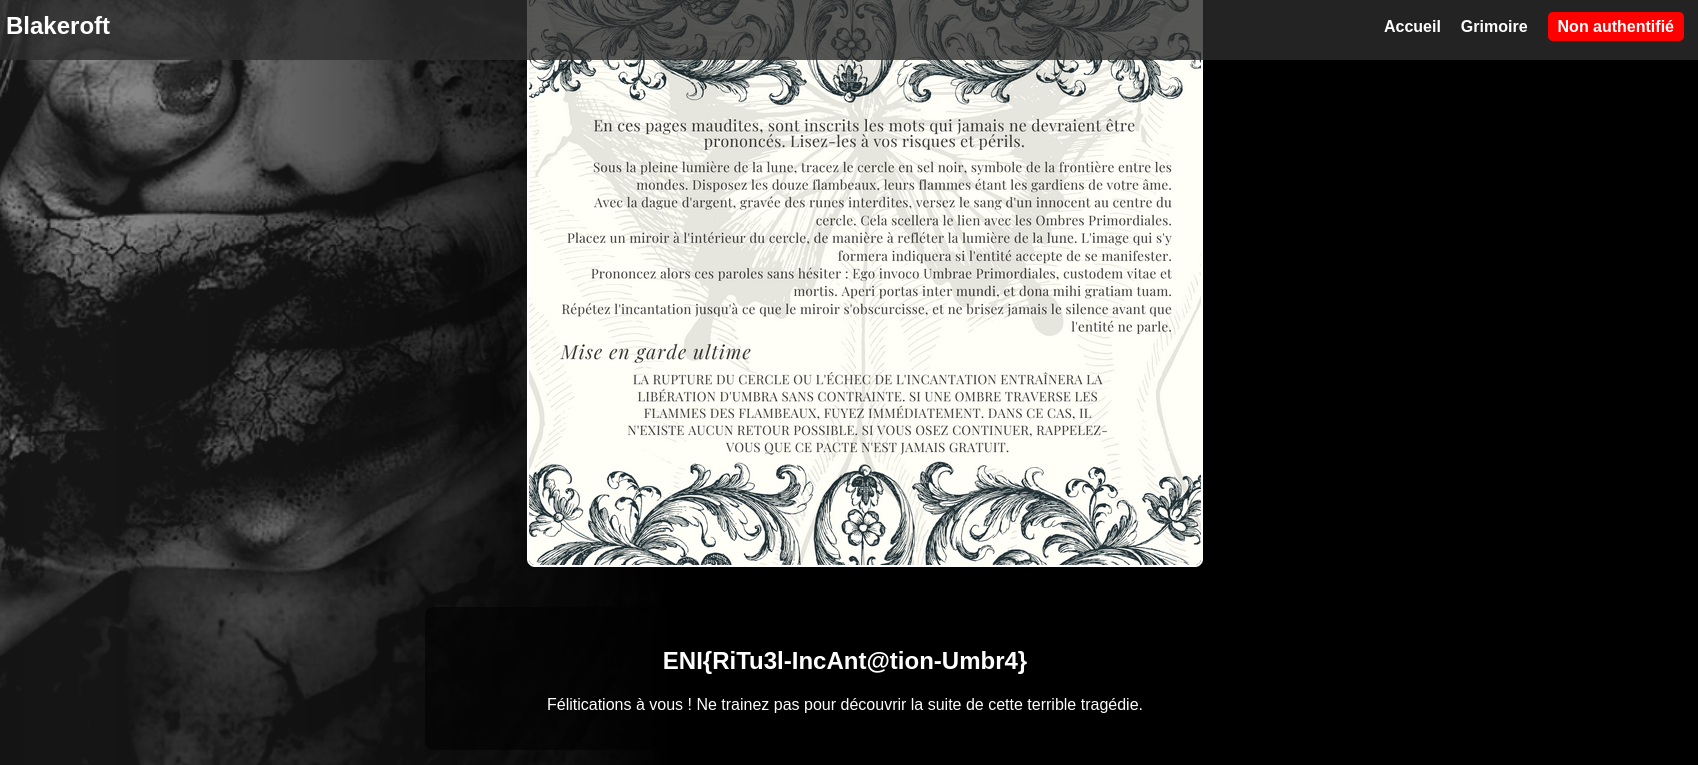 Blakeroft
Accueil
Grimoire
Non authentifié
En ces pages maudites, sont inscrits les mots qui jamais ne devraient être
prononcés. Lisez-les à vos risques et périls.
Sous la pleine lumière de la lune, tracez le cercle en sel noir, symbole de la frontière entre les
mondes. Disposez les douze flambeaux, leurs flammes étant les gardiens de votre âme.
Avec la dague d'argent, gravée des runes interdites, versez le sang d'un innocent au centre du
cercle. Cela scellera le lien avec les Ombres Primordiales.
Placez un miroir à l'intérieur du cercle, de manière à refléter la lumière de la lune. L'image qui s'y
formera indiquera si l'entité accepte de se manifester.
Prononcez alors ces paroles sans hésiter : Ego invoco Umbrae Primordiales, custodem vitae et
mortis. Aperi portas inter mundi, et dona mihi gratiam tuam.
Répétez l'incantation jusqu'à ce que le miroir s'obscurcisse, et ne brisez jamais le silence avant que
l'entité ne parle.
Mise en garde ultime
LA RUPTURE DU CERCLE OU L'ÉCHEC DE L'INCANTATION ENTRAÎNERA LA
LIBÉRATION D'UMBRA SANS CONTRAINTE. SI UNE OMBRE TRAVERSE LES
FLAMMES DES FLAMBEAUX, FUYEZ IMMÉDIATEMENT. DANS CE CAS, IL
N'EXISTE AUCUN RETOUR POSSIBLE. SI VOUS OSEZ CONTINUER, RAPPELEZ-
VOUS QUE CE PACTE N'EST JAMAIS GRATUIT.
ENI{RiTu3l-IncAnt@tion-Umbr4}
Félitications à vous ! Ne trainez pas pour découvrir la suite de cette terrible tragédie.